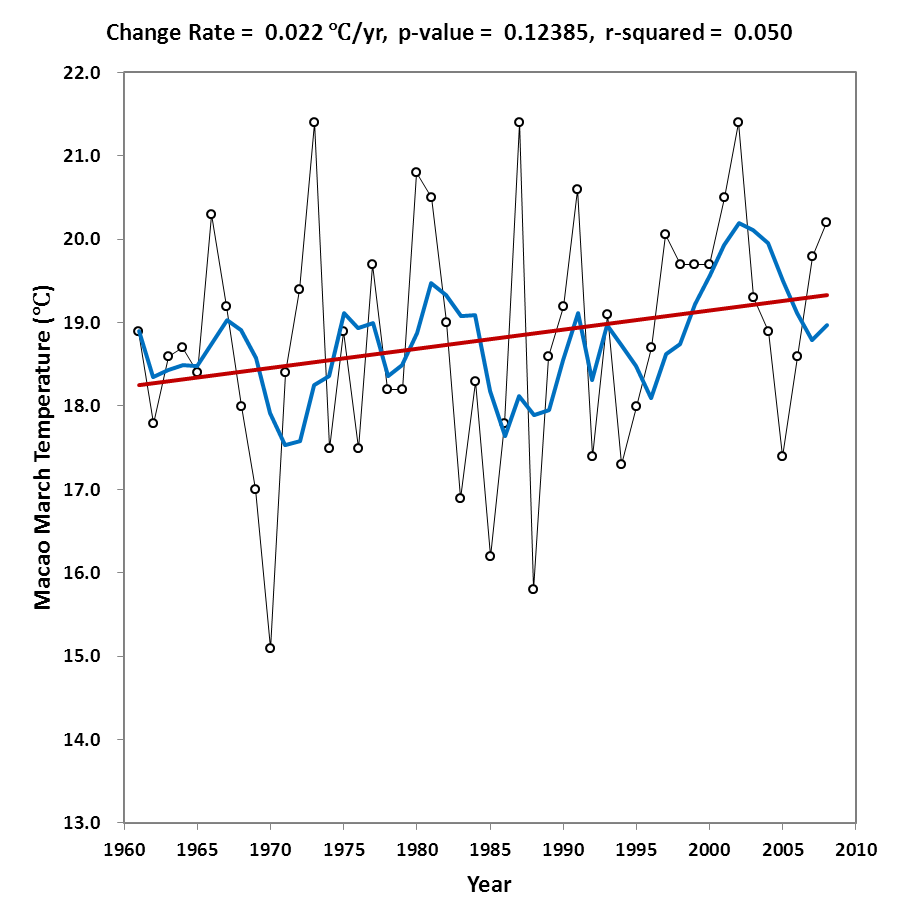 Change Rate = 0.022 ℃/yr, p-value = 0.12385, r-squared = 0.050
22.0
21.0
20.0
19.0
18.0
17.0
16.0
15.0
14.0
13.0
Macao March Temperature (℃)
1960 1965 1970 1975 1980 1985 1990 1995 2000 2005 2010
Year